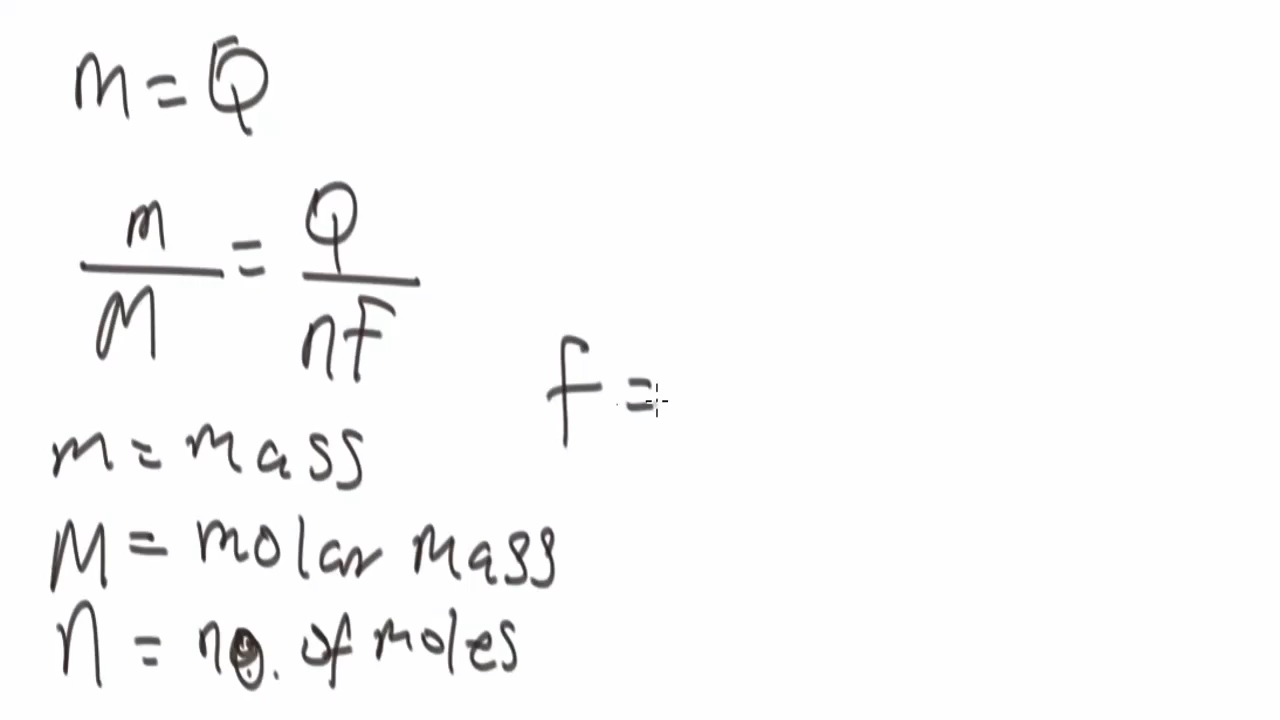 m = Q
m/M = Q/nF
f =
m = mass
M = molar mass
n = no. of moles